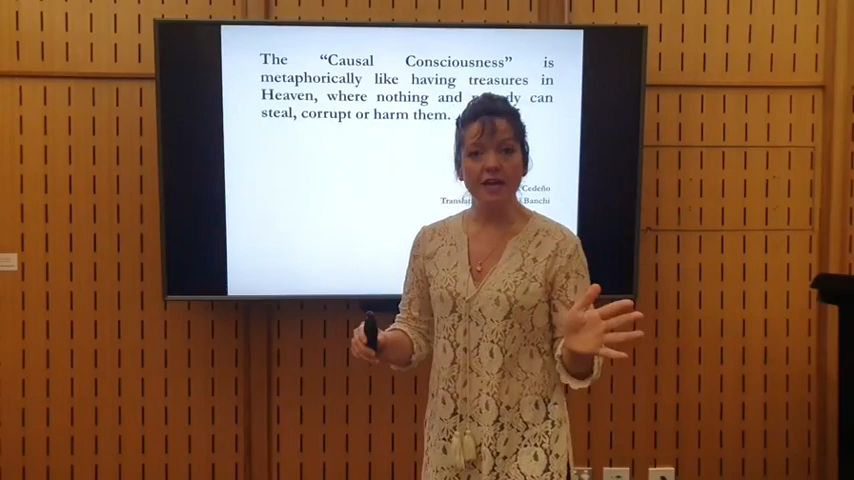 The “Causal Consciousness” is
metaphorically like having treasures in
Heaven, where nothing and can
steal, corrupt or harm them.
Cedeño
Banchi